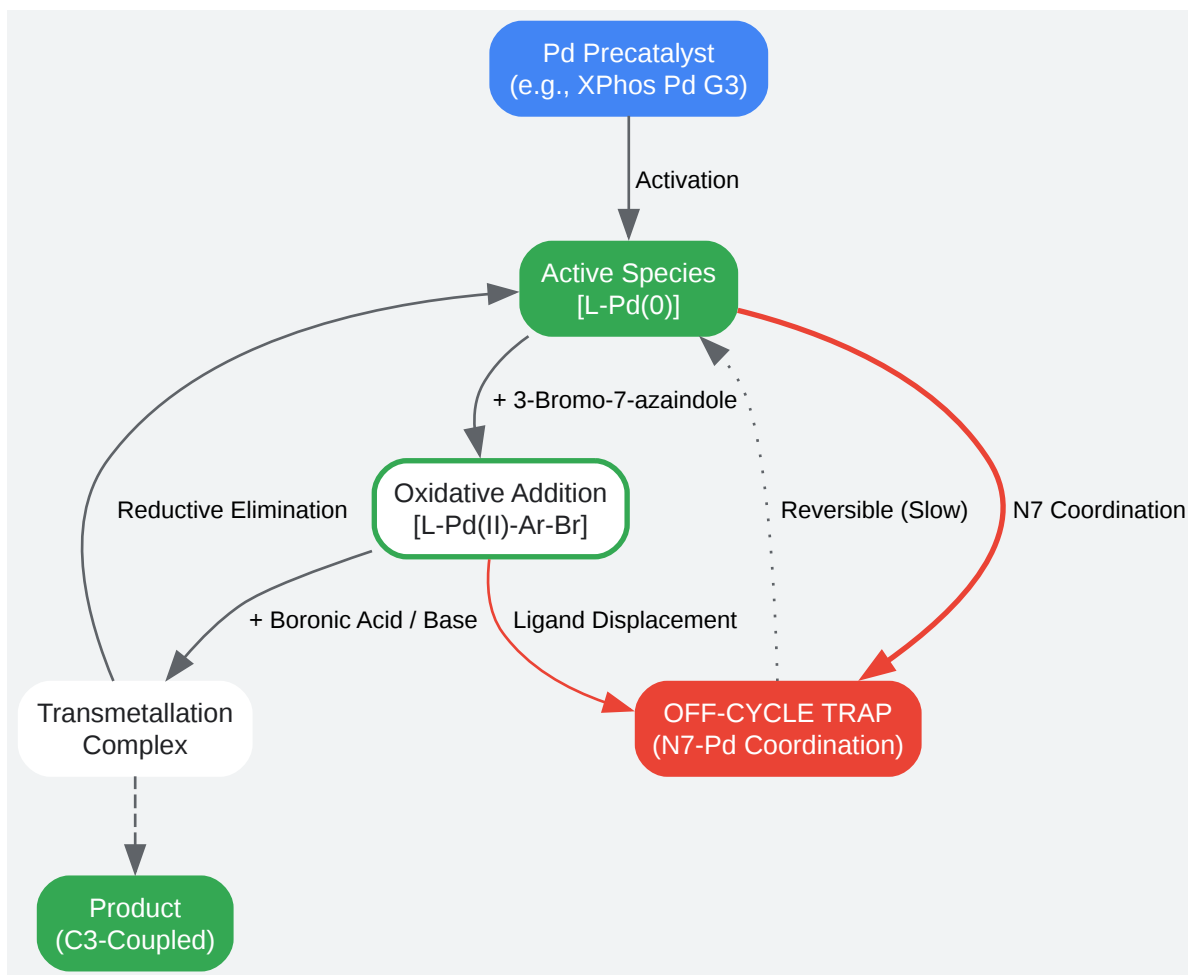 Pd Precatalyst
(e.g., XPhos Pd G3)
Activation
Active Species
[L-Pd(0)]
+ 3-Bromo-7-azaindole
Oxidative Addition
[L-Pd(II)-Ar-Br]
Reductive Elimination
Reversible (Slow)
N7 Coordination
+ Boronic Acid / Base
Ligand Displacement
Transmetallation
Complex
OFF-CYCLE TRAP
(N7-Pd Coordination)
Product
(C3-Coupled)